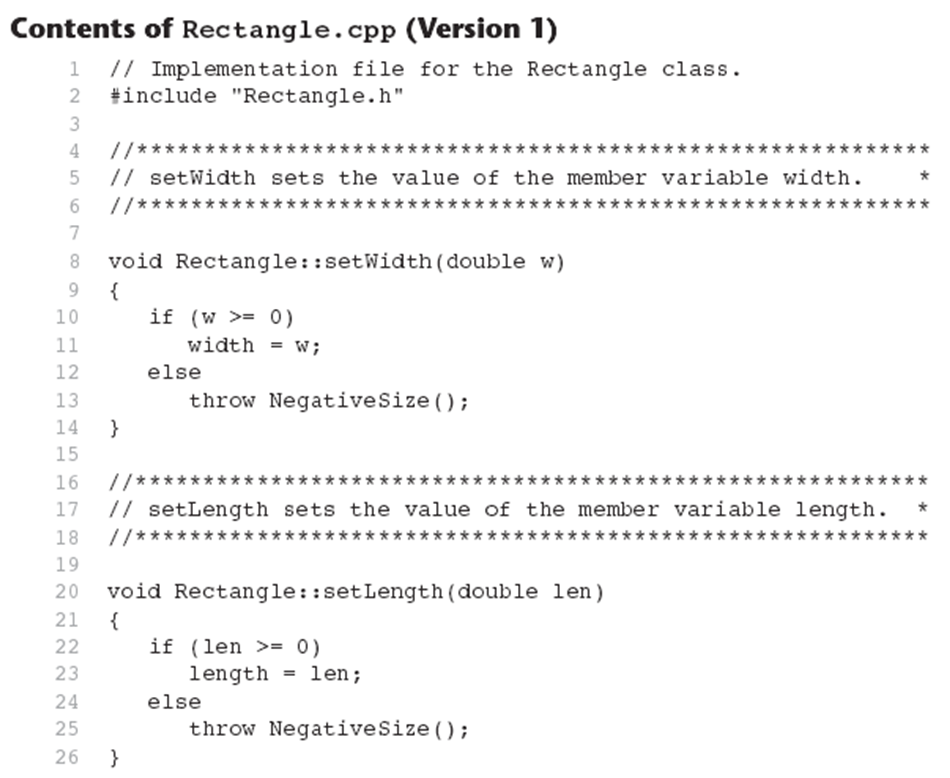 Contents of Rectangle.cpp (Version 1)
1 // Implementation file for the Rectangle class.
2 #include "Rectangle.h"
3
4 //***********************************************************
5 // setWidth sets the value of the member variable width.    *
6 //***********************************************************
7
8 void Rectangle::setWidth(double w)
9 {
10    if (w >= 0)
11       width = w;
12    else
13       throw NegativeSize();
14 }
15
16 //***********************************************************
17 // setLength sets the value of the member variable length.  *
18 //***********************************************************
19
20 void Rectangle::setLength(double len)
21 {
22    if (len >= 0)
23       length = len;
24    else
25       throw NegativeSize();
26 }